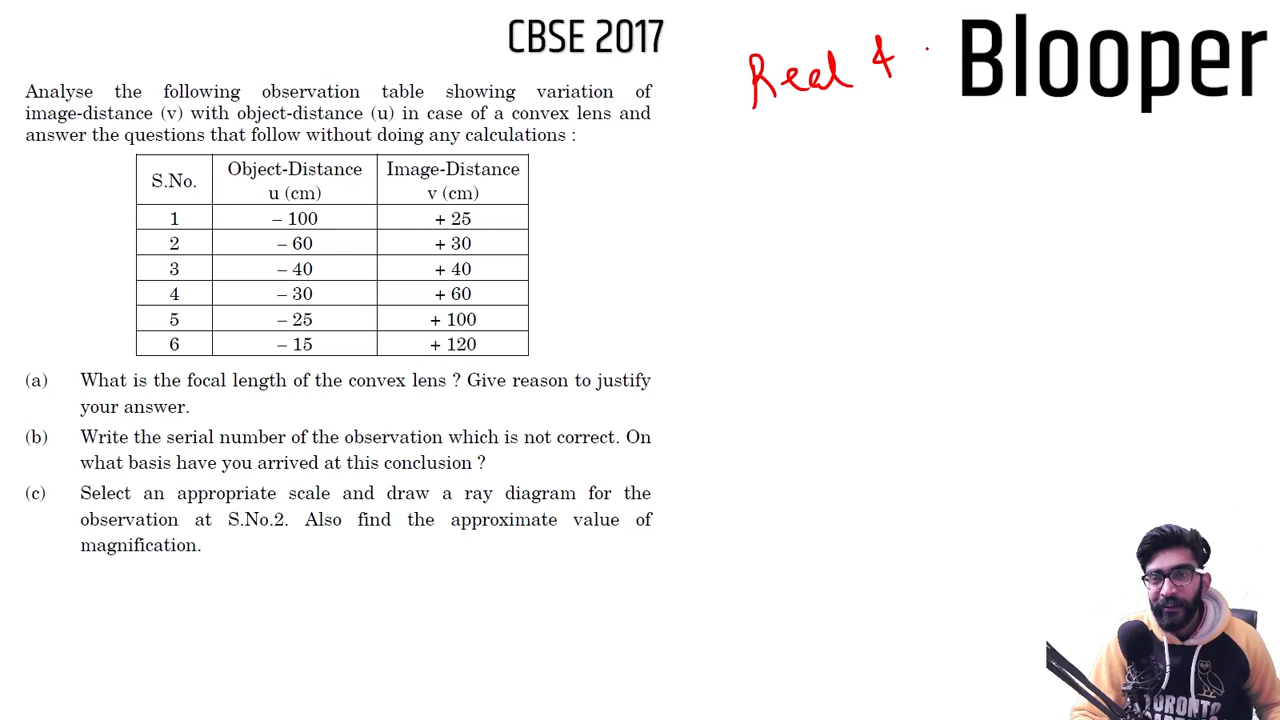 CBSE 2017
Blooper
Real &
Analyse the following observation table showing variation of
image-distance (v) with object-distance (u) in case of a convex lens and
answer the questions that follow without doing any calculations :
S.No. Object-Distance u (cm) Image-Distance v (cm)
1 – 100 + 25
2 – 60 + 30
3 – 40 + 40
4 – 30 + 60
5 – 25 + 100
6 – 15 + 120
(a) What is the focal length of the convex lens ? Give reason to justify
your answer.
(b) Write the serial number of the observation which is not correct. On
what basis have you arrived at this conclusion ?
(c) Select an appropriate scale and draw a ray diagram for the
observation at S.No.2. Also find the approximate value of
magnification.
TORONTO